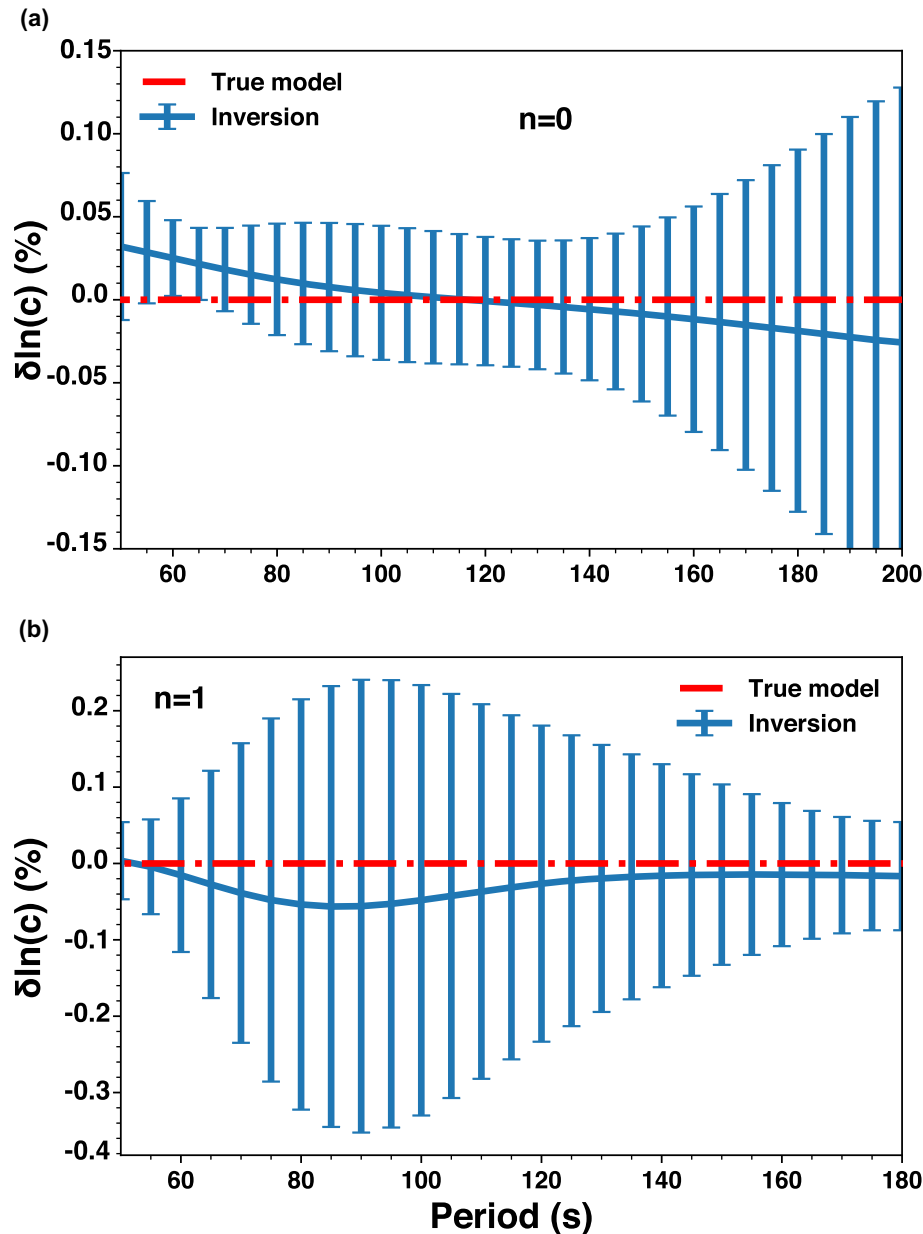 (a)
0.15
0.10
0.05
0.0
-0.05
-0.10
-0.15
δln(c) (%)
True model
Inversion
n=0
60 80 100 120 140 160 180 200
(b)
0.2
0.1
0.0
-0.1
-0.2
-0.3
-0.4
δln(c) (%)
n=1
True model
Inversion
60 80 100 120 140 160 180
Period (s)